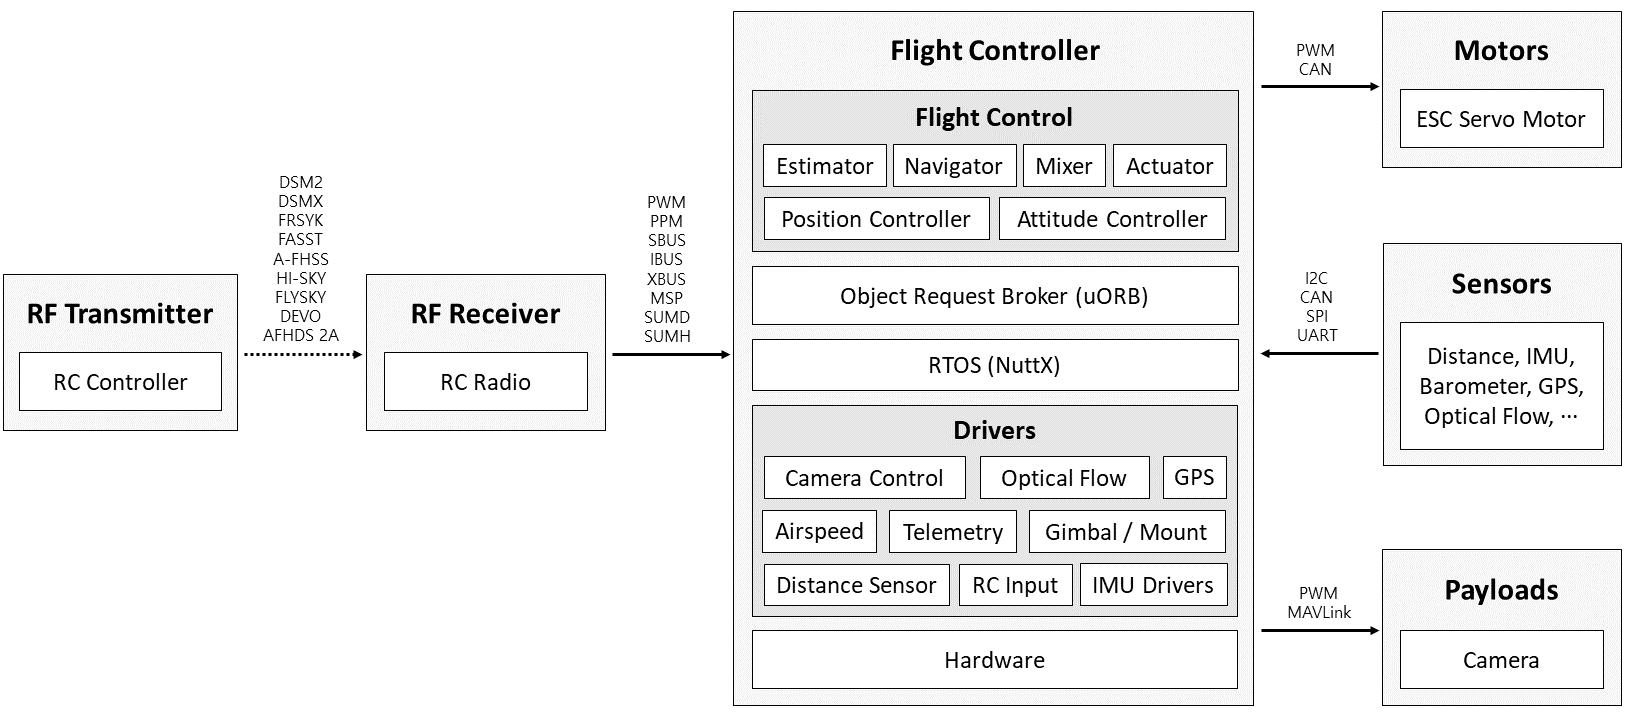 RF Transmitter
RC Controller
DSM2
DSMX
FRSYK
FASST
A-FHSS
HI-SKY
FLYSKY
DEVO
AFHDS 2A
RF Receiver
RC Radio
PWM
PPM
SBUS
IBUS
XBUS
MSP
SUMD
SUMH
Flight Controller
Flight Control
Estimator Navigator Mixer Actuator
Position Controller Attitude Controller
Object Request Broker (uORB)
RTOS (NuttX)
Drivers
Camera Control Optical Flow GPS
Airspeed Telemetry Gimbal / Mount
Distance Sensor RC Input IMU Drivers
Hardware
PWM
CAN
Motors
ESC Servo Motor
I2C
CAN
SPI
UART
Sensors
Distance, IMU,
Barometer, GPS,
Optical Flow, ···
PWM
MAVLink
Payloads
Camera